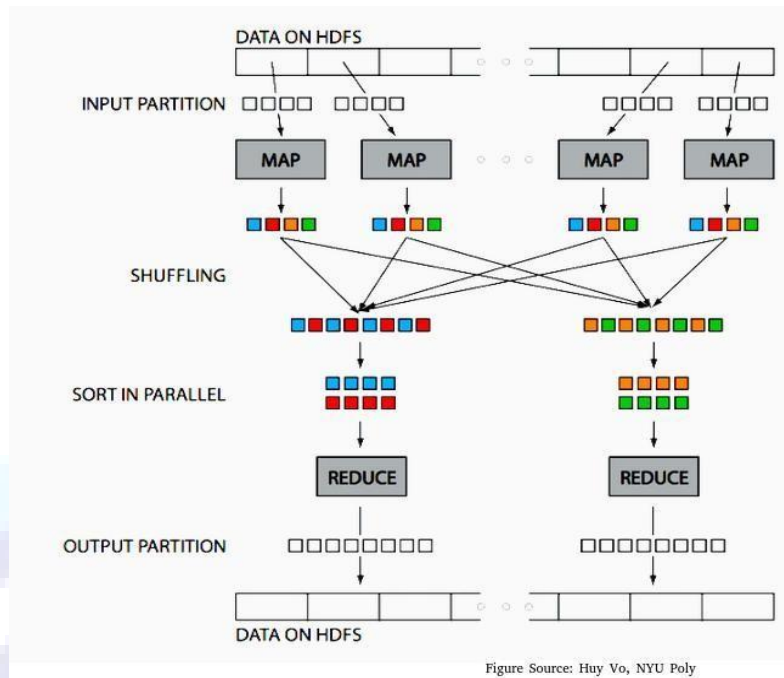 DATA ON HDFS
INPUT PARTITION
MAP MAP MAP MAP
SHUFFLING
SORT IN PARALLEL
REDUCE REDUCE
OUTPUT PARTITION
DATA ON HDFS
Figure Source: Huy Vo, NYU Poly